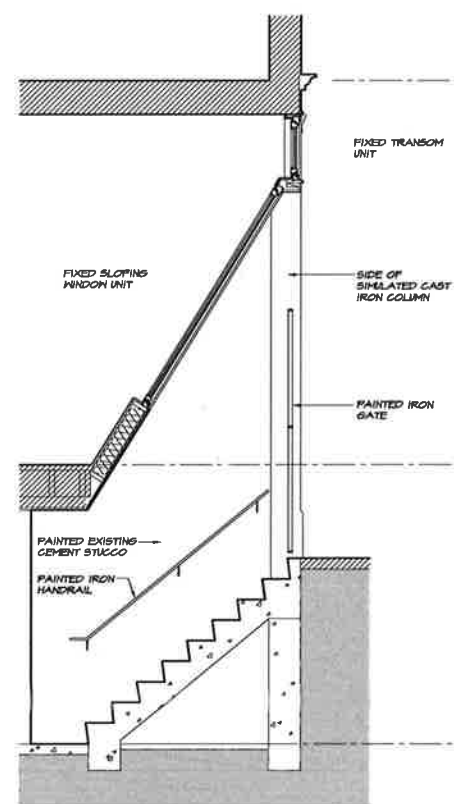 FIXED TRANSOM
UNIT
FIXED SLOPING
WINDOW UNIT
SIDE OF
SIMULATED CAST
IRON COLUMN
PAINTED IRON
GATE
PAINTED EXISTING
CEMENT STUCCO
PAINTED IRON
HANDRAIL